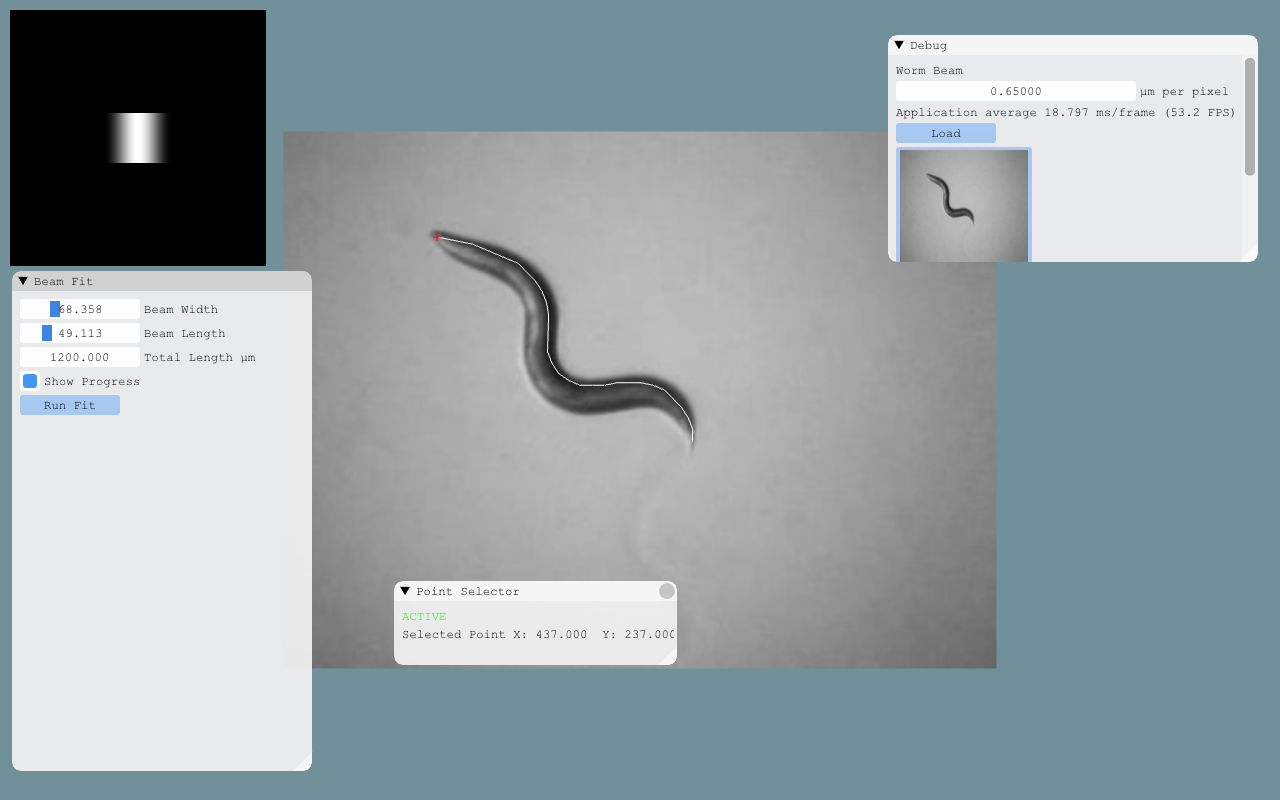 Debug
Worm Beam
0.65000 µm per pixel
Application average 18.797 ms/frame (53.2 FPS)
Load
Beam Fit
68.358 Beam Width
49.113 Beam Length
1200.000 Total Length µm
Show Progress
Run Fit
Point Selector
ACTIVE
Selected Point X: 437.000 Y: 237.000